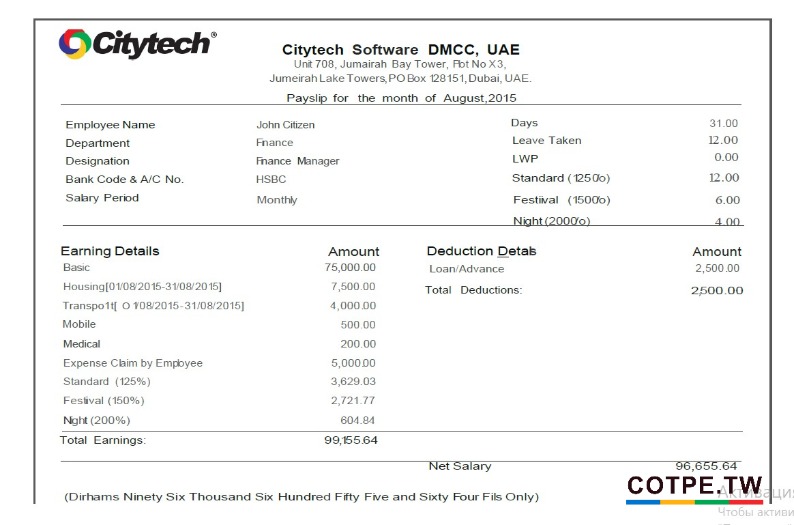 Citytech®
Citytech Software DMCC, UAE
Unit 708, Jumairah Bay Tower, Pbt No X3,
Jumeirah Lake Towers, PO Box 128151, Dubai, UAE.
Payslip for the month of August,2015
Employee Name John Citizen Days 31.00
Department Finance Leave Taken 12.00
Designation Finance Manager LWP 0.00
Bank Code & A/C No. HSBC Standard (1250/o) 12.00
Salary Period Monthly Festiival (1500/o) 6.00
Night (2000/o) 4.00
Earning Details Amount Deduction Detals Amount
Basic 75,000.00 Loan/Advance 2,500.00
Housing[01/08/2015-31/08/2015] 7,500.00 Total Deductions: 2,500.00
Transpo1t[ O 1/08/2015-31/08/2015] 4,000.00
Mobile 500.00
Medical 200.00
Expense Claim by Employee 5,000.00
Standard (125%) 3,629.03
Festival (150%) 2,721.77
Night (200%) 604.84
Total Earnings: 99,155.64
Net Salary 96,655.64
COTPE.TW
(Dirhams Ninety Six Thousand Six Hundred Fifty Five and Sixty Four Fils Only)
Чтобы активи